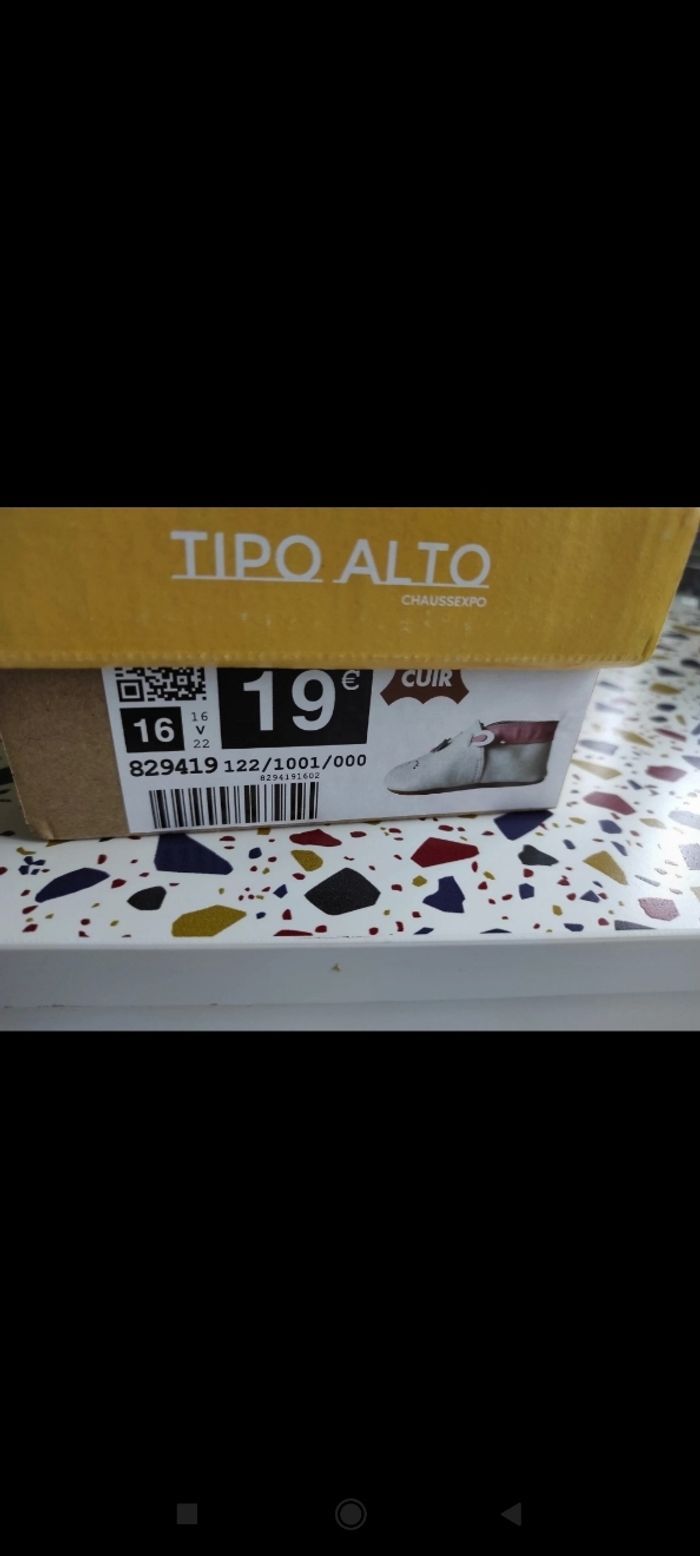 TIPO ALTO
CHAUSSEXPO
19€
CUIR
16
16
v
22
829419 122/1001/000
8294191602